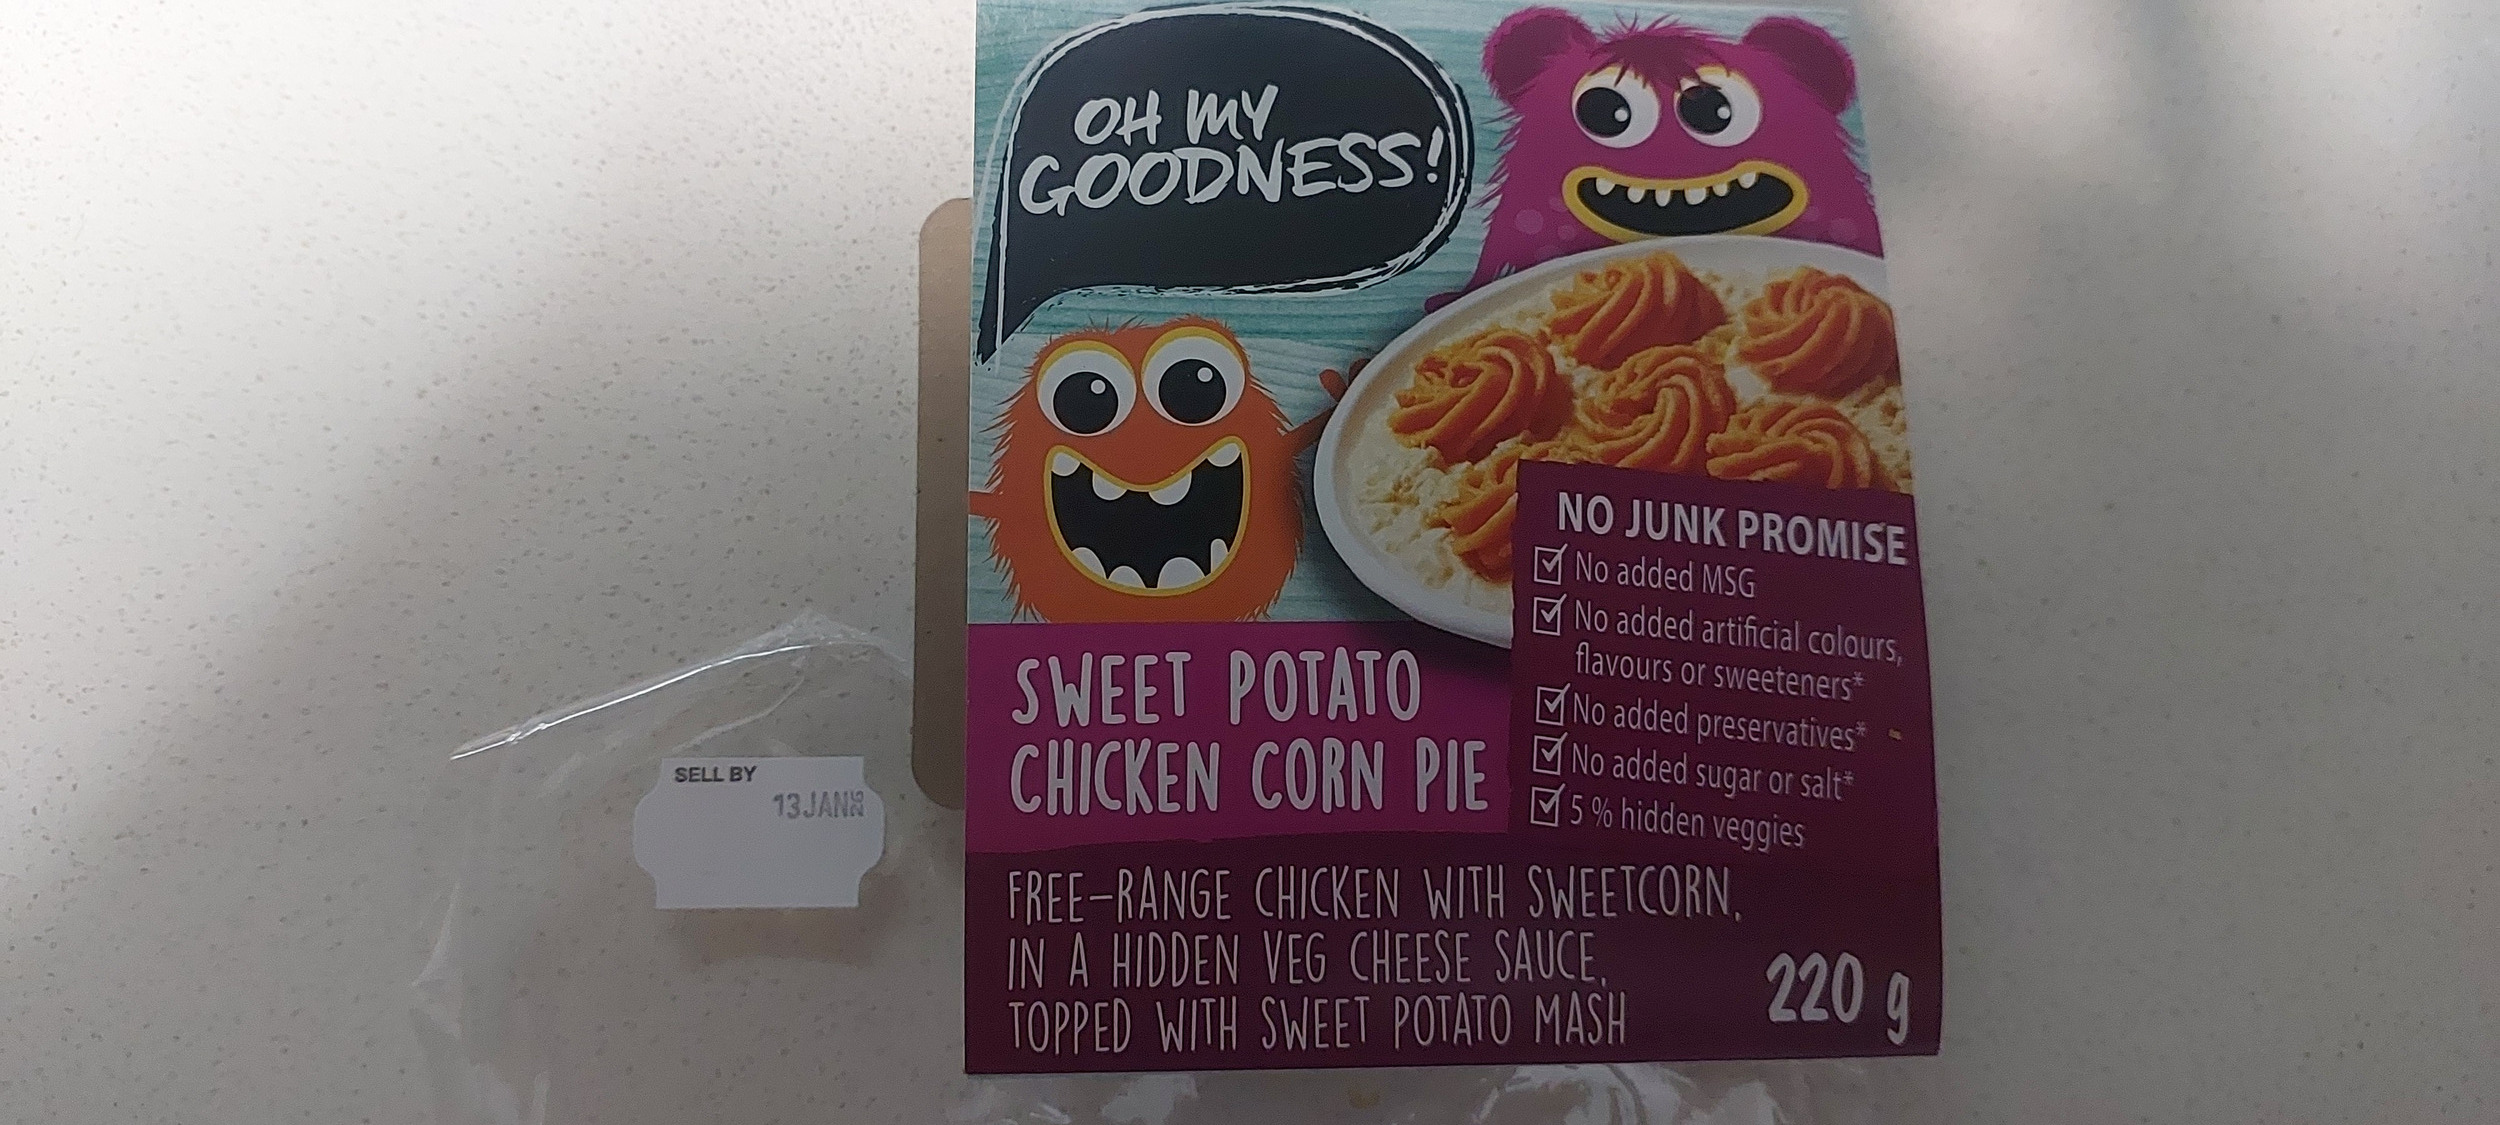 OH MY
GOODNESS!
NO JUNK PROMISE
No added MSG
No added artificial colours,
flavours or sweeteners*
No added preservatives*
No added sugar or salt*
5 % hidden veggies
SWEET POTATO
CHICKEN CORN PIE
SELL BY
13JAN
FREE-RANGE CHICKEN WITH SWEETCORN,
IN A HIDDEN VEG CHEESE SAUCE,
TOPPED WITH SWEET POTATO MASH
220 g